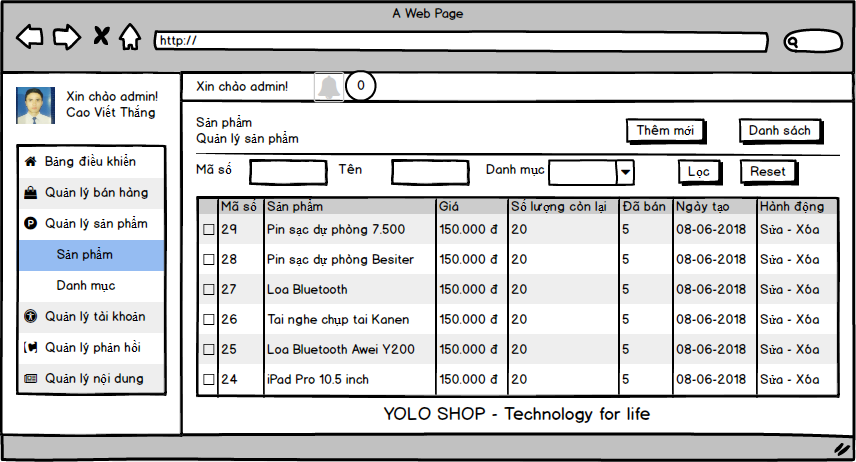 A Web Page
http://
Xin chào admin!
Cao Viết Thắng
Bảng điều khiển
Quản lý bán hàng
Quản lý sản phẩm
Sản phẩm
Danh mục
Quản lý tài khoản
Quản lý phản hồi
Quản lý nội dung
Xin chào admin! 0
Sản phẩm
Quản lý sản phẩm
Thêm mới Danh sách
Mã số Tên Danh mục Lọc Reset
Mã số Sản phẩm Giá Số lượng còn lại Đã bán Ngày tạo Hành động
29 Pin sạc dự phòng 7.500 150.000 đ 20 5 08-06-2018 Sửa - Xóa
28 Pin sạc dự phòng Besiter 150.000 đ 20 5 08-06-2018 Sửa - Xóa
27 Loa Bluetooth 150.000 đ 20 5 08-06-2018 Sửa - Xóa
26 Tai nghe chụp tai Kanen 150.000 đ 20 5 08-06-2018 Sửa - Xóa
25 Loa Bluetooth Awei Y200 150.000 đ 20 5 08-06-2018 Sửa - Xóa
24 iPad Pro 10.5 inch 150.000 đ 20 5 08-06-2018 Sửa - Xóa
YOLO SHOP - Technology for life